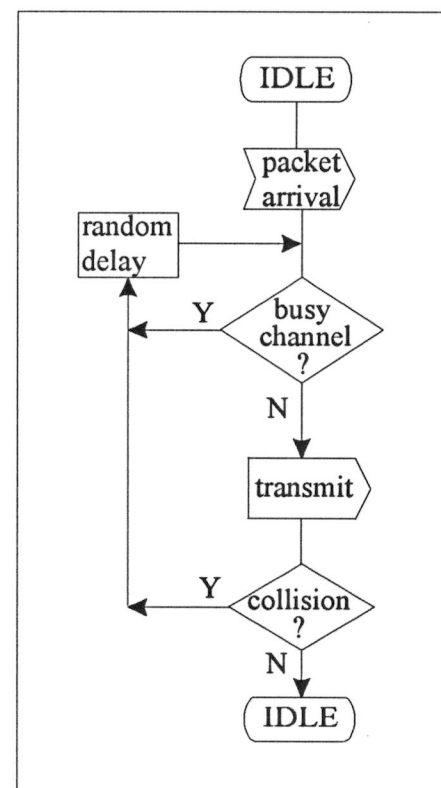 IDLE
packet
arrival
random
delay
Y
busy
channel
?
N
transmit
Y
collision
?
N
IDLE